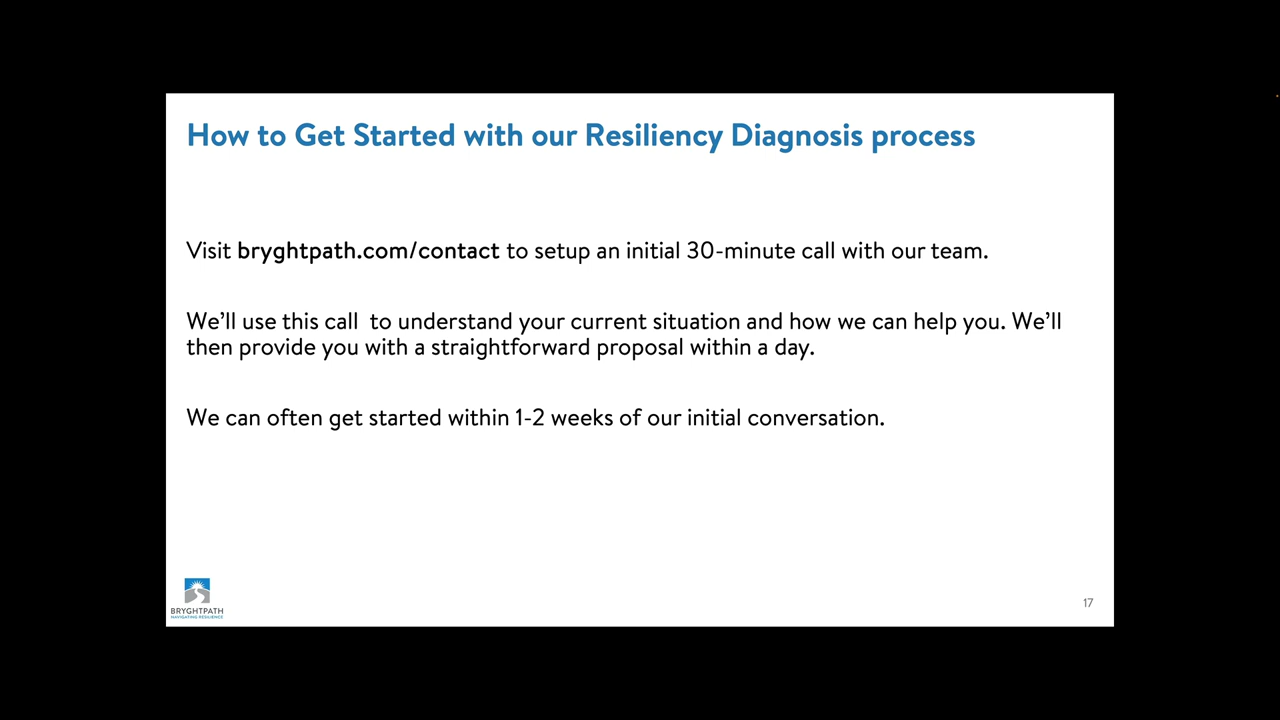 How to Get Started with our Resiliency Diagnosis process
Visit bryghtpath.com/contact to setup an initial 30-minute call with our team.
We’ll use this call  to understand your current situation and how we can help you. We’ll
then provide you with a straightforward proposal within a day.
We can often get started within 1-2 weeks of our initial conversation.
BRYGHTPATH
NAVIGATING RESILIENCE
17